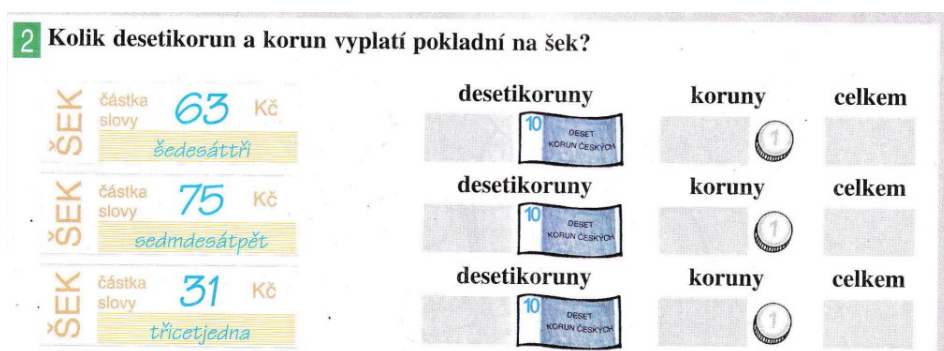 2 Kolik desetikorun a korun vyplatí pokladní na šek?
ŠEK částka slovy 63 Kč
šedesáttři
desetikoruny koruny celkem
10 DESET KORUN ČESKÝCH 1
ŠEK částka slovy 75 Kč
sedmdesátpět
desetikoruny koruny celkem
10 DESET KORUN ČESKÝCH 1
ŠEK částka slovy 31 Kč
třicetjedna
desetikoruny koruny celkem
10 DESET KORUN ČESKÝCH 1